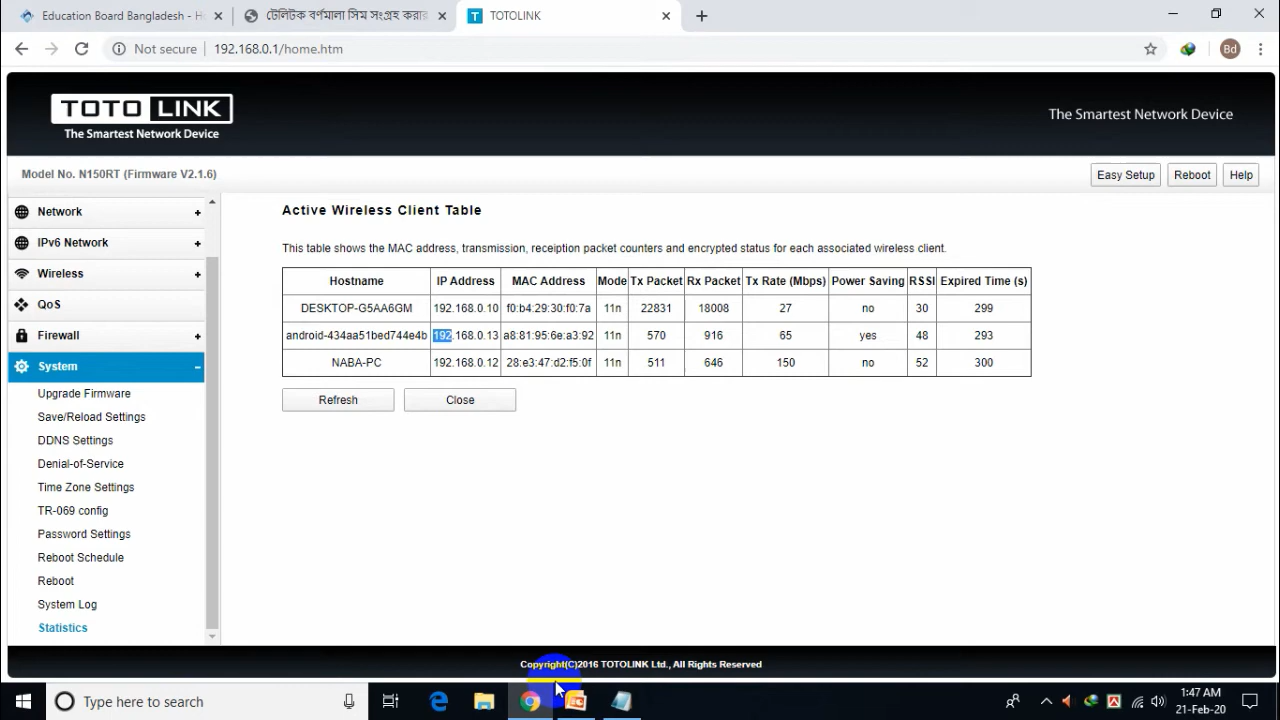 Education Board Bangladesh - H
টেলিটক বর্ণমালা সিম সংগ্রহ করার
TOTOLINK
Not secure
192.168.0.1/home.htm
Bd
TOTO LINK
The Smartest Network Device
The Smartest Network Device
Model No. N150RT (Firmware V2.1.6)
Easy Setup
Reboot
Help
Network
IPv6 Network
Wireless
QoS
Firewall
System
Upgrade Firmware
Save/Reload Settings
DDNS Settings
Denial-of-Service
Time Zone Settings
TR-069 config
Password Settings
Reboot Schedule
Reboot
System Log
Statistics
Active Wireless Client Table
This table shows the MAC address, transmission, receiption packet counters and encrypted status for each associated wireless client.
Hostname IP Address MAC Address Mode Tx Packet Rx Packet Tx Rate (Mbps) Power Saving RSSI Expired Time (s)
DESKTOP-G5AA6GM 192.168.0.10 f0:b4:29:30:f0:7a 11n 22831 18008 27 no 30 299
android-434aa51bed744e4b 192.168.0.13 a8:81:95:6e:a3:92 11n 570 916 65 yes 48 293
NABA-PC 192.168.0.12 28:e3:47:d2:f5:0f 11n 511 646 150 no 52 300
Refresh
Close
Copyright(C)2016 TOTOLINK Ltd., All Rights Reserved
Type here to search
1:47 AM
21-Feb-20